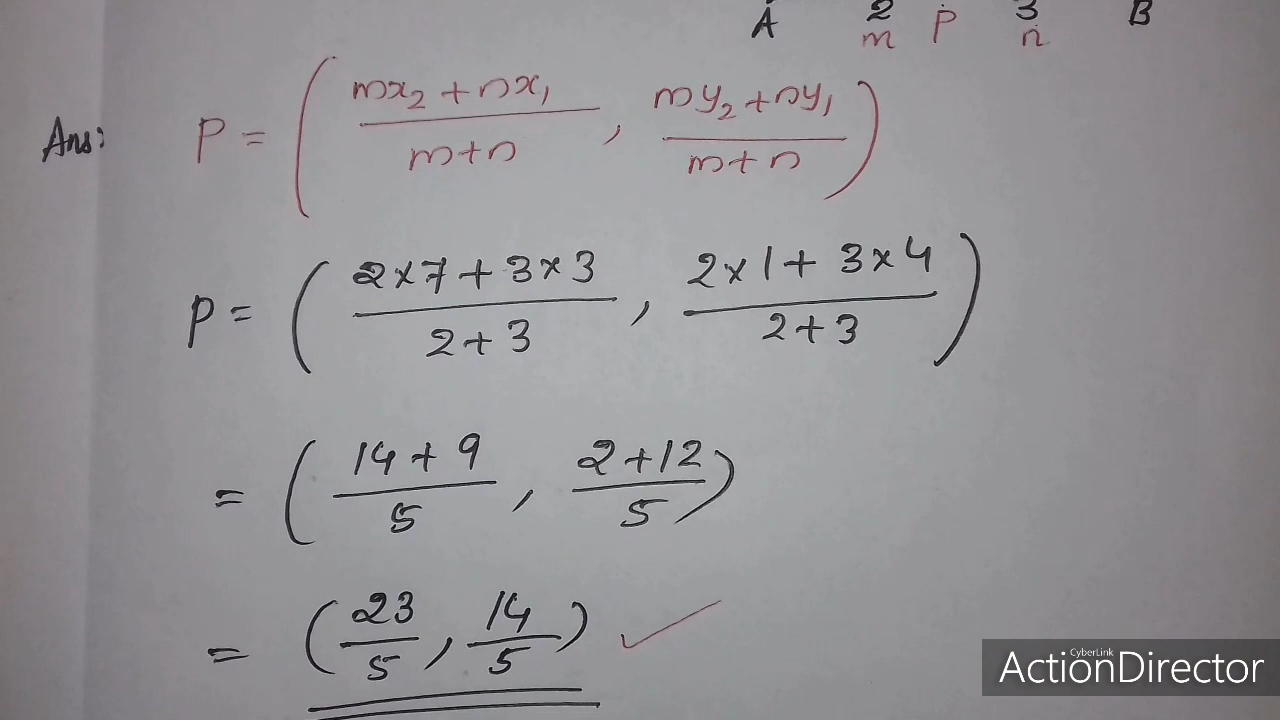 A 2 P 3 B
m n
Ans: P = ( mx₂ + nx₁ / m+n , my₂ + ny₁ / m+n )
P = ( 2×7 + 3×3 / 2+3 , 2×1 + 3×4 / 2+3 )
= ( 14+9 / 5 , 2+12 / 5 )
= ( 23/5 , 14/5 ) ✓
CyberLink
ActionDirector